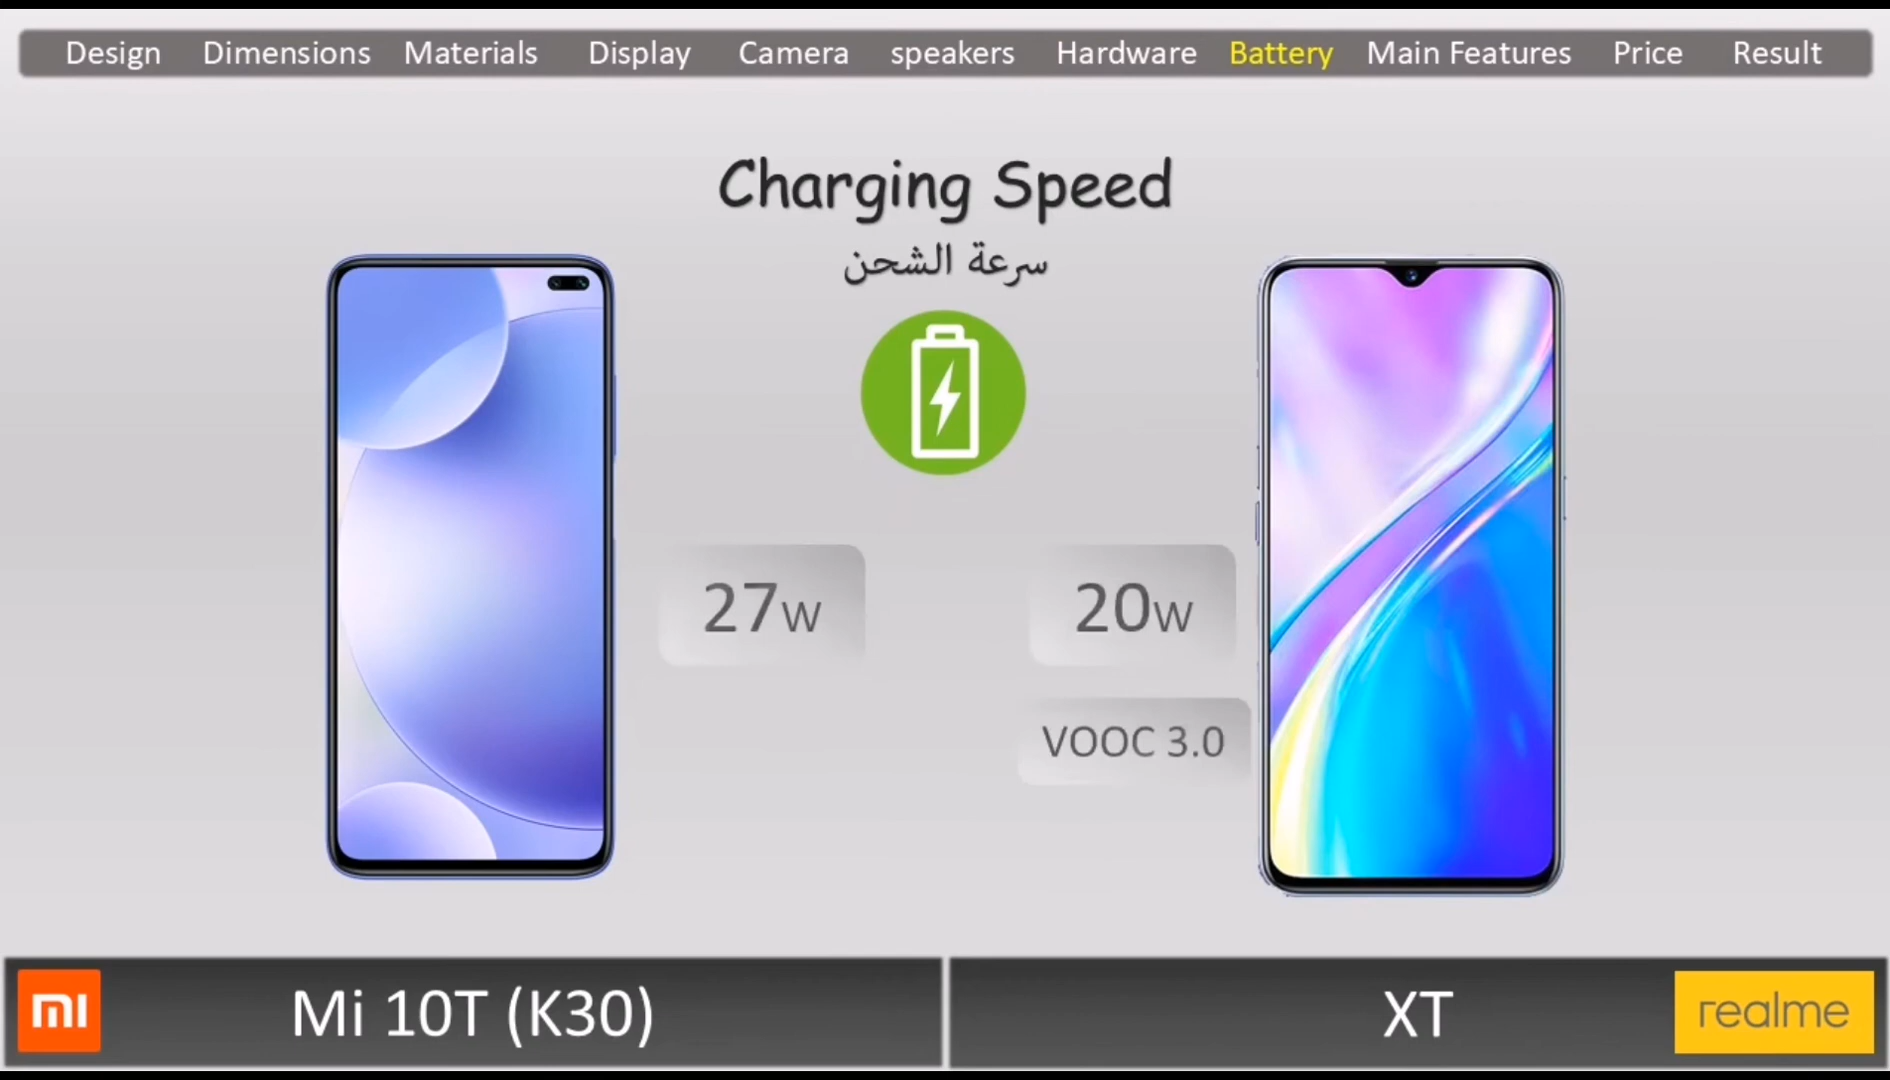 Design Dimensions Materials Display Camera speakers Hardware Battery Main Features Price Result
Charging Speed
سرعة الشحن
27W 20W
VOOC 3.0
MI Mi 10T (K30) XT realme